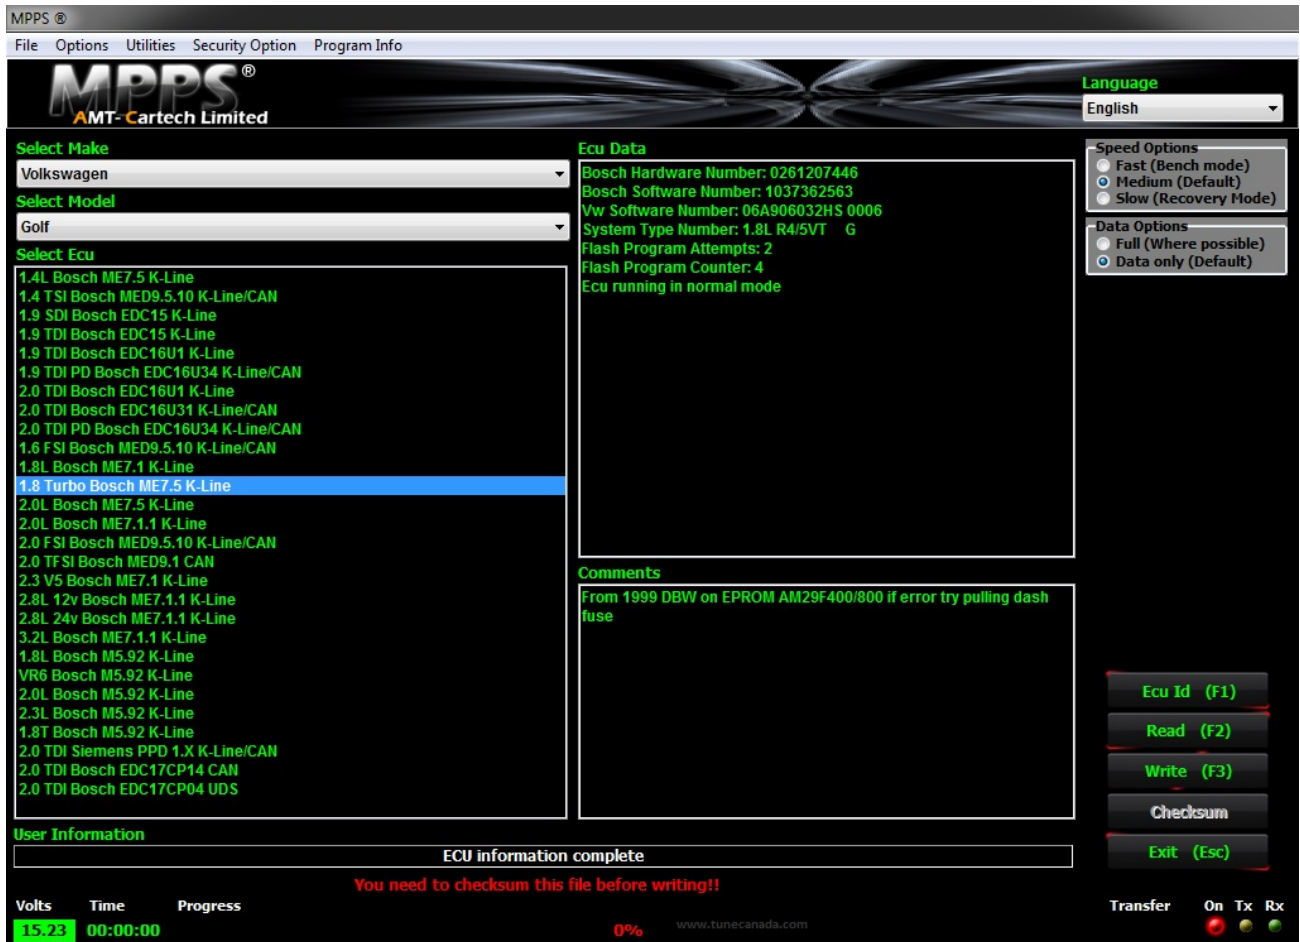 MPPS ®
File Options Utilities Security Option Program Info
MPPS®
AMT- Cartech Limited
Language
English
Select Make
Volkswagen
Select Model
Golf
Select Ecu
1.4L Bosch ME7.5 K-Line
1.4 TSI Bosch MED9.5.10 K-Line/CAN
1.9 SDI Bosch EDC15 K-Line
1.9 TDI Bosch EDC15 K-Line
1.9 TDI Bosch EDC16U1 K-Line
1.9 TDI PD Bosch EDC16U34 K-Line/CAN
2.0 TDI Bosch EDC16U1 K-Line
2.0 TDI Bosch EDC16U31 K-Line/CAN
2.0 TDI PD Bosch EDC16U34 K-Line/CAN
1.6 FSI Bosch MED9.5.10 K-Line/CAN
1.8L Bosch ME7.1 K-Line
1.8 Turbo Bosch ME7.5 K-Line
2.0L Bosch ME7.5 K-Line
2.0L Bosch ME7.1.1 K-Line
2.0 FSI Bosch MED9.5.10 K-Line/CAN
2.0 TFSI Bosch MED9.1 CAN
2.3 V5 Bosch ME7.1 K-Line
2.8L 12v Bosch ME7.1.1 K-Line
2.8L 24v Bosch ME7.1.1 K-Line
3.2L Bosch ME7.1.1 K-Line
1.8L Bosch M5.92 K-Line
VR6 Bosch M5.92 K-Line
2.0L Bosch M5.92 K-Line
2.3L Bosch M5.92 K-Line
1.8T Bosch M5.92 K-Line
2.0 TDI Siemens PPD 1.X K-Line/CAN
2.0 TDI Bosch EDC17CP14 CAN
2.0 TDI Bosch EDC17CP04 UDS
Ecu Data
Bosch Hardware Number: 0261207446
Bosch Software Number: 1037362563
Vw Software Number: 06A906032HS 0006
System Type Number: 1.8L R4/5VT G
Flash Program Attempts: 2
Flash Program Counter: 4
Ecu running in normal mode
Comments
From 1999 DBW on EPROM AM29F400/800 if error try pulling dash
fuse
Speed Options
Fast (Bench mode)
Medium (Default)
Slow (Recovery Mode)
Data Options
Full (Where possible)
Data only (Default)
Ecu Id (F1)
Read (F2)
Write (F3)
Checksum
Exit (Esc)
User Information
ECU information complete
You need to checksum this file before writing!!
Volts Time Progress
15.23 00:00:00 0% www.tunecanada.com
Transfer On Tx Rx